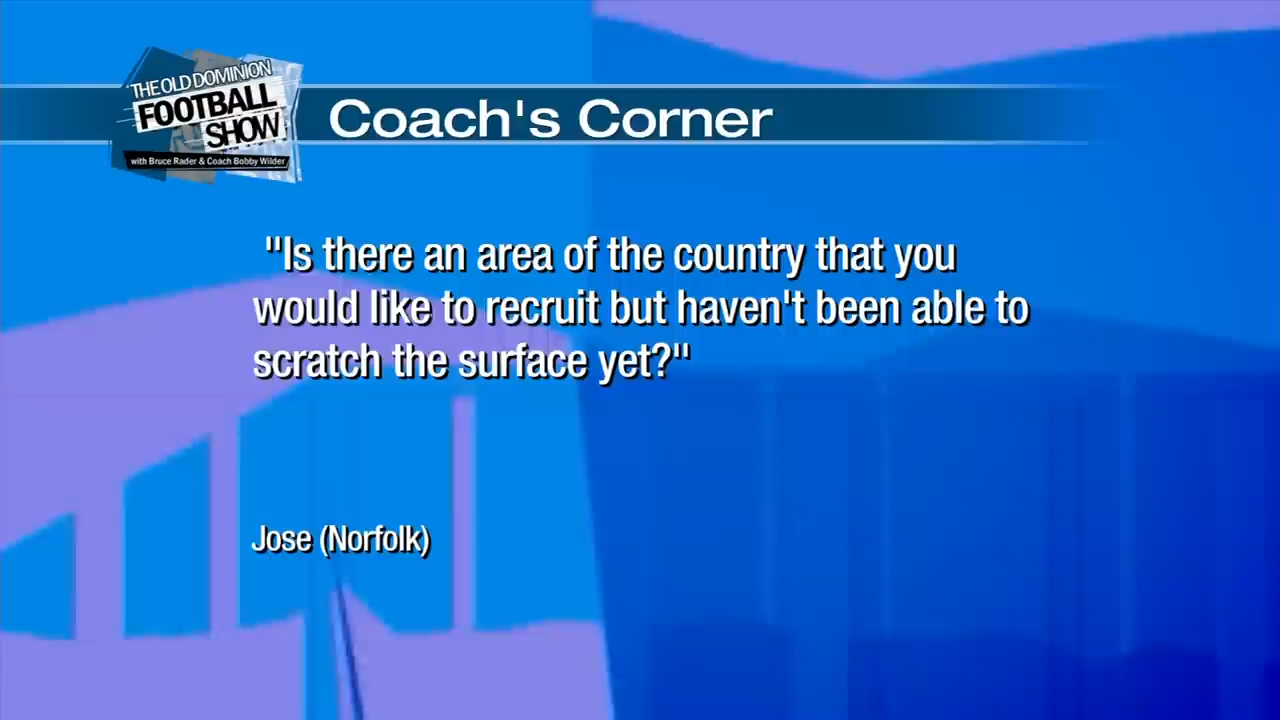 THE OLD DOMINION
FOOTBALL
SHOW
with Bruce Rader & Coach Bobby Wilder
Coach's Corner
"Is there an area of the country that you
would like to recruit but haven't been able to
scratch the surface yet?"
Jose (Norfolk)